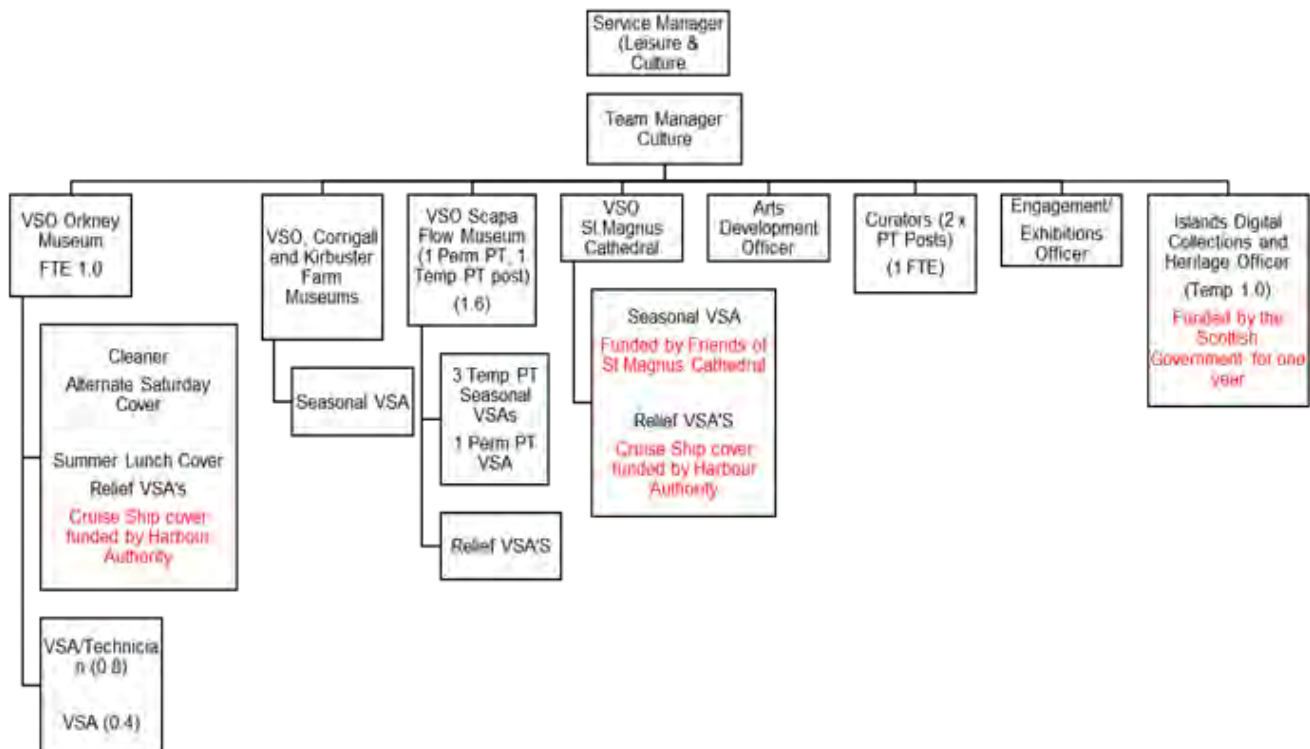 Service Manager
(Leisure &
Culture
Team Manager
Culture
VSO Orkney
Museum
FTE 1.0
VSO, Corrigall
and Kirbuster
Farm
Museums
VSO Scapa
Flow Museum
(1 Perm PT, 1
Temp PT post)
(1.6)
VSO
St.Magnus
Cathedral
Arts
Development
Officer
Curators (2 x
PT Posts)
(1 FTE)
Engagement/
Exhibitions
Officer
Islands Digital
Collections and
Heritage Officer
(Temp 1.0)
Funded by the
Scottish
Government for one
year
Cleaner
Alternate Saturday
Cover
Summer Lunch Cover
Relief VSA's
Cruise Ship cover
funded by Harbour
Authority
Seasonal VSA
3 Temp PT
Seasonal
VSAs
1 Perm PT
VSA
Relief VSA'S
Seasonal VSA
Funded by Friends of
St Magnus Cathedral
Relief VSA'S
Cruise Ship cover
funded by Harbour
Authority
VSA/Technicia
n (0.8)
VSA (0.4)